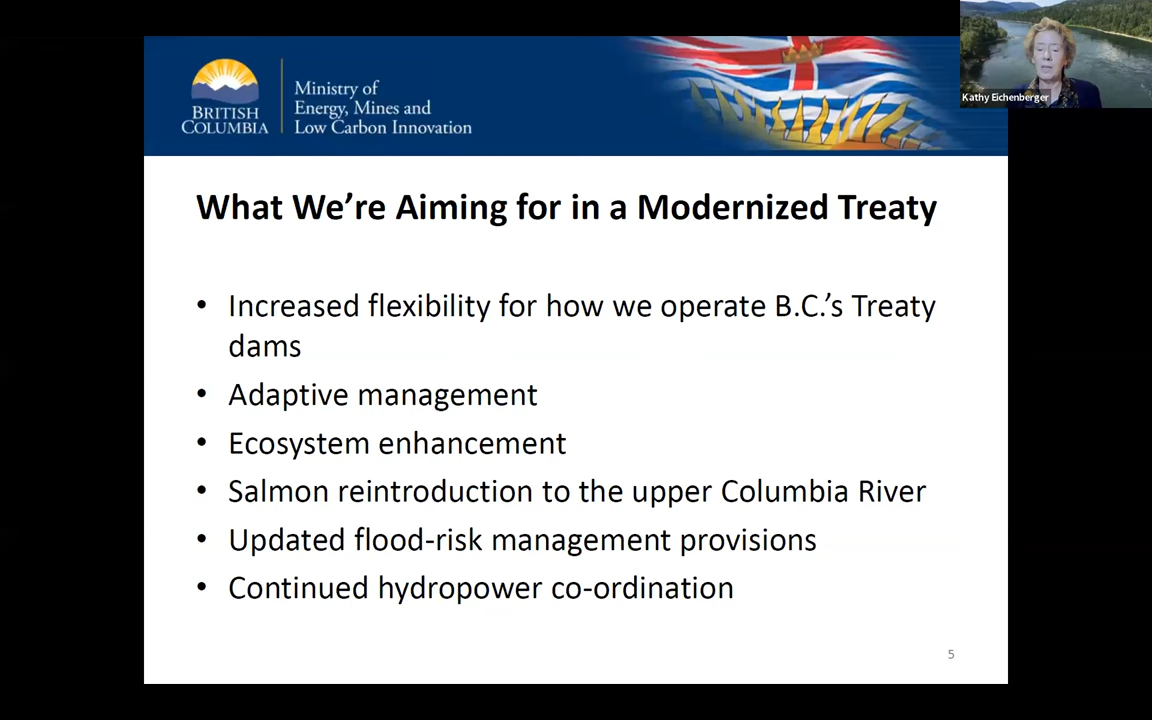 BRITISH
COLUMBIA
Ministry of
Energy, Mines and
Low Carbon Innovation
Kathy Eichenberger
What We’re Aiming for in a Modernized Treaty
• Increased flexibility for how we operate B.C.’s Treaty
dams
• Adaptive management
• Ecosystem enhancement
• Salmon reintroduction to the upper Columbia River
• Updated flood-risk management provisions
• Continued hydropower co-ordination
5